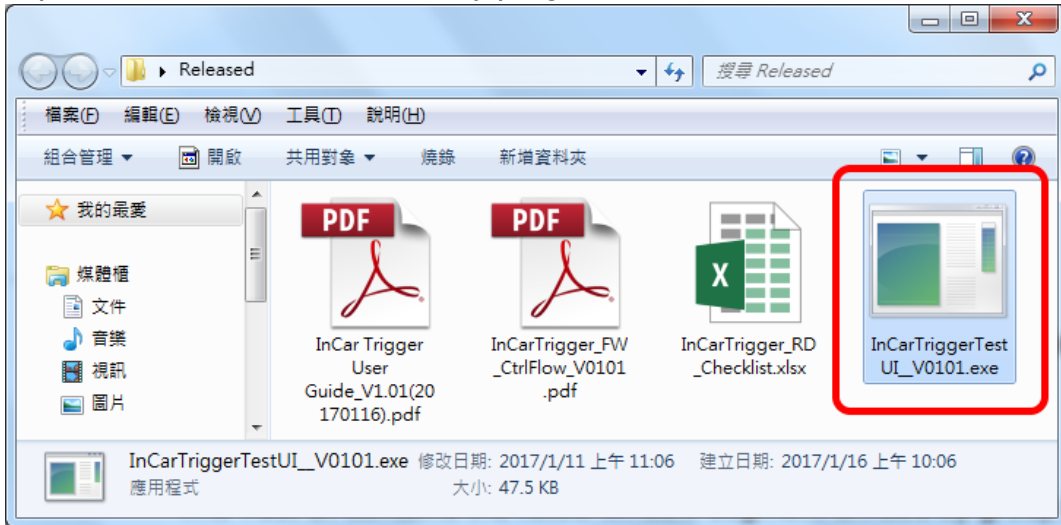 Released
搜尋 Released
檔案(F) 編輯(E) 檢視(V) 工具(T) 說明(H)
組合管理 開啟 共用對象 燒錄 新增資料夾
我的最愛
媒體櫃
文件
音樂
視訊
圖片
PDF
InCar Trigger
User
Guide_V1.01(20
170116).pdf
PDF
InCarTrigger_FW
_CtrlFlow_V0101
.pdf
X
InCarTrigger_RD
_Checklist.xlsx
InCarTriggerTest
UI__V0101.exe
InCarTriggerTestUI__V0101.exe 修改日期: 2017/1/11 上午 11:06 建立日期: 2017/1/16 上午 10:06
應用程式 大小: 47.5 KB